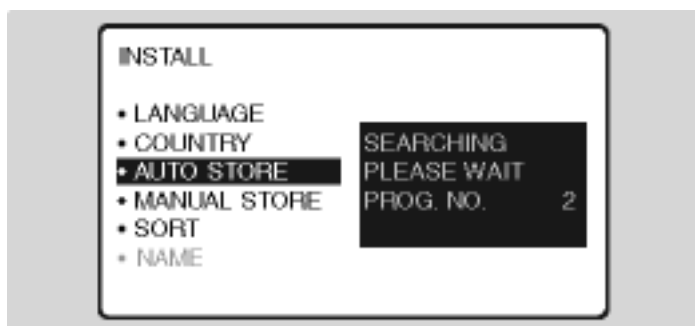 INSTALL
• LANGUAGE
• COUNTRY
• AUTO STORE
• MANUAL STORE
• SORT
• NAME
SEARCHING
PLEASE WAIT
PROG. NO. 2